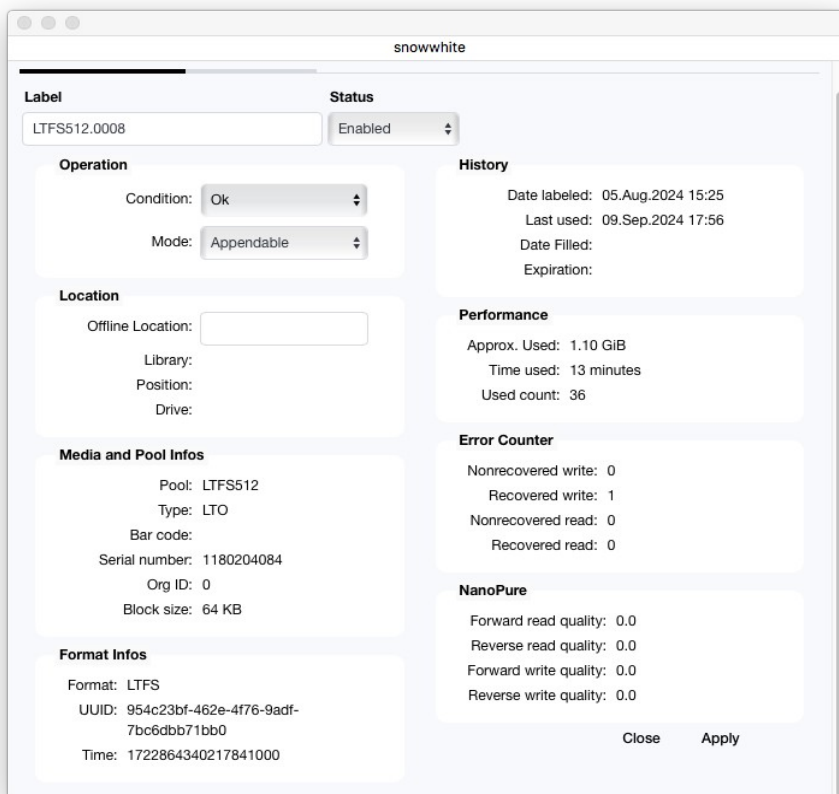 snowwhite
Label
Status
LTFS512.0008
Enabled
Operation
Condition: Ok
Mode: Appendable
Location
Offline Location:
Library:
Position:
Drive:
Media and Pool Infos
Pool: LTFS512
Type: LTO
Bar code:
Serial number: 1180204084
Org ID: 0
Block size: 64 KB
Format Infos
Format: LTFS
UUID: 954c23bf-462e-4f76-9adf-
7bc6dbb71bb0
Time: 1722864340217841000
History
Date labeled: 05.Aug.2024 15:25
Last used: 09.Sep.2024 17:56
Date Filled:
Expiration:
Performance
Approx. Used: 1.10 GiB
Time used: 13 minutes
Used count: 36
Error Counter
Nonrecovered write: 0
Recovered write: 1
Nonrecovered read: 0
Recovered read: 0
NanoPure
Forward read quality: 0.0
Reverse read quality: 0.0
Forward write quality: 0.0
Reverse write quality: 0.0
Close
Apply